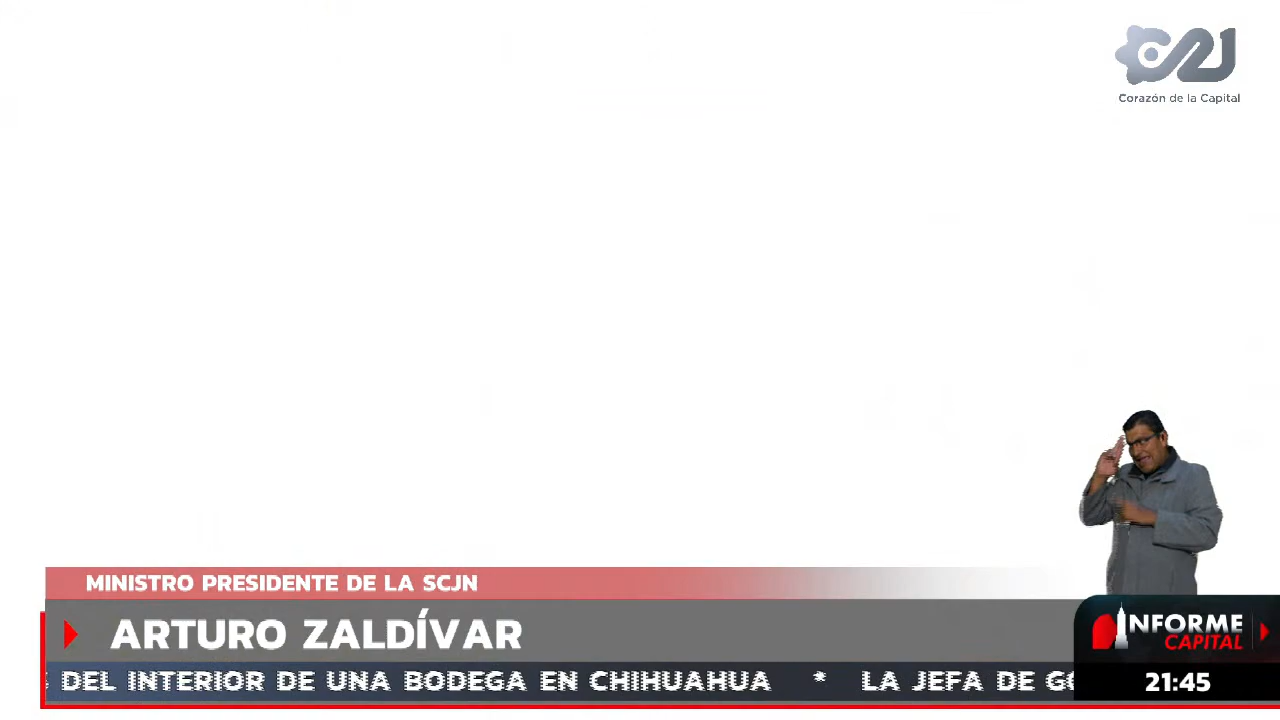 C21
Corazón de la Capital
MINISTRO PRESIDENTE DE LA SCJN
ARTURO ZALDÍVAR
INFORME
CAPITAL
DEL INTERIOR DE UNA BODEGA EN CHIHUAHUA * LA JEFA DE
21:45